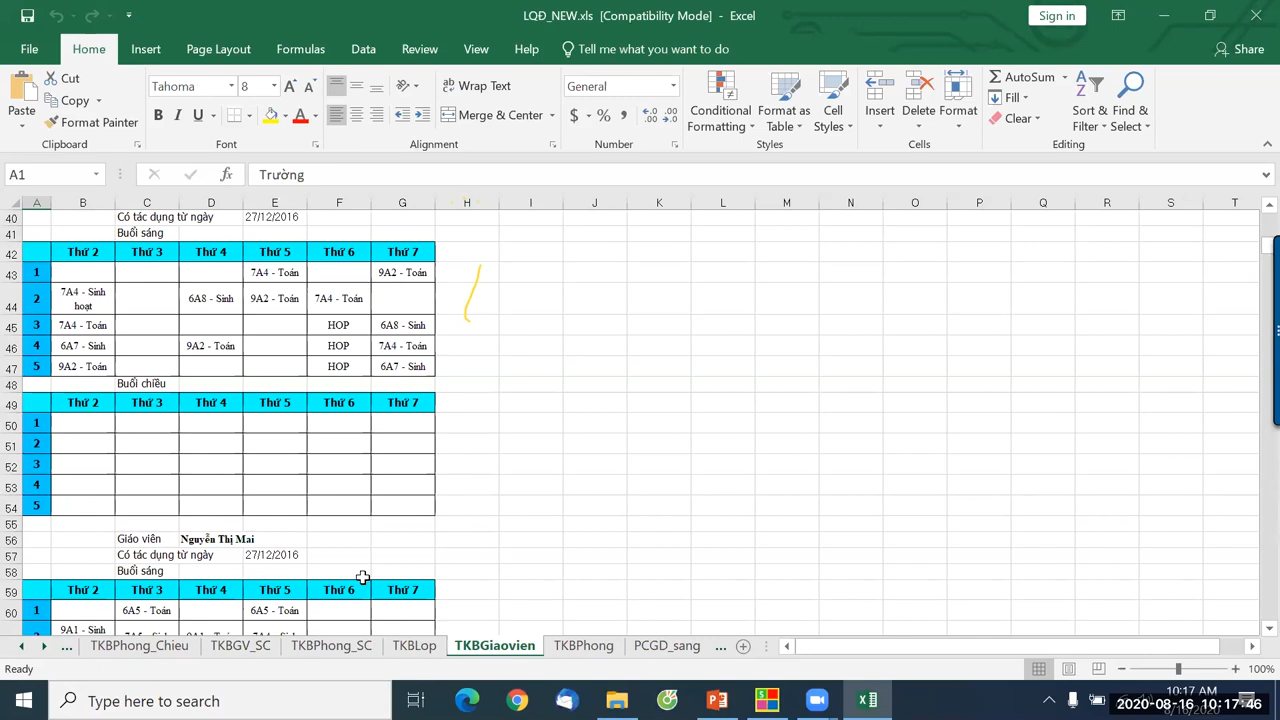 LQĐ_NEW.xls [Compatibility Mode] - Excel
Sign in
File Home Insert Page Layout Formulas Data Review View Help Tell me what you want to do Share
Paste Cut Copy Format Painter Clipboard
Tahoma 8 B I U A Font
Wrap Text Merge & Center Alignment
General $ % , Number
Conditional Formatting Format as Table Cell Styles Styles
Insert Delete Format Cells
AutoSum Fill Clear Sort & Filter Find & Select Editing
A1 fx Trường
A B C D E F G H I J K L M N O P Q R S T
40 Có tác dụng từ ngày 27/12/2016
41 Buổi sáng
42 Thứ 2 Thứ 3 Thứ 4 Thứ 5 Thứ 6 Thứ 7
43 1 7A4 - Toán 9A2 - Toán
44 2 7A4 - Sinh hoạt 6A8 - Sinh 9A2 - Toán 7A4 - Toán
45 3 7A4 - Toán HOP 6A8 - Sinh
46 4 6A7 - Sinh 9A2 - Toán HOP 7A4 - Toán
47 5 9A2 - Toán HOP 6A7 - Sinh
48 Buổi chiều
49 Thứ 2 Thứ 3 Thứ 4 Thứ 5 Thứ 6 Thứ 7
50 1
51 2
52 3
53 4
54 5
55
56 Giáo viên Nguyễn Thị Mai
57 Có tác dụng từ ngày 27/12/2016
58 Buổi sáng
59 Thứ 2 Thứ 3 Thứ 4 Thứ 5 Thứ 6 Thứ 7
60 1 6A5 - Toán 6A5 - Toán
9A1 - Sinh
... TKBPhong_Chieu TKBGV_SC TKBPhong_SC TKBLop TKBGiaovien TKBPhong PCGD_sang ...
Ready 100%
Type here to search
10:17 AM
2020-08-16 10:17:46